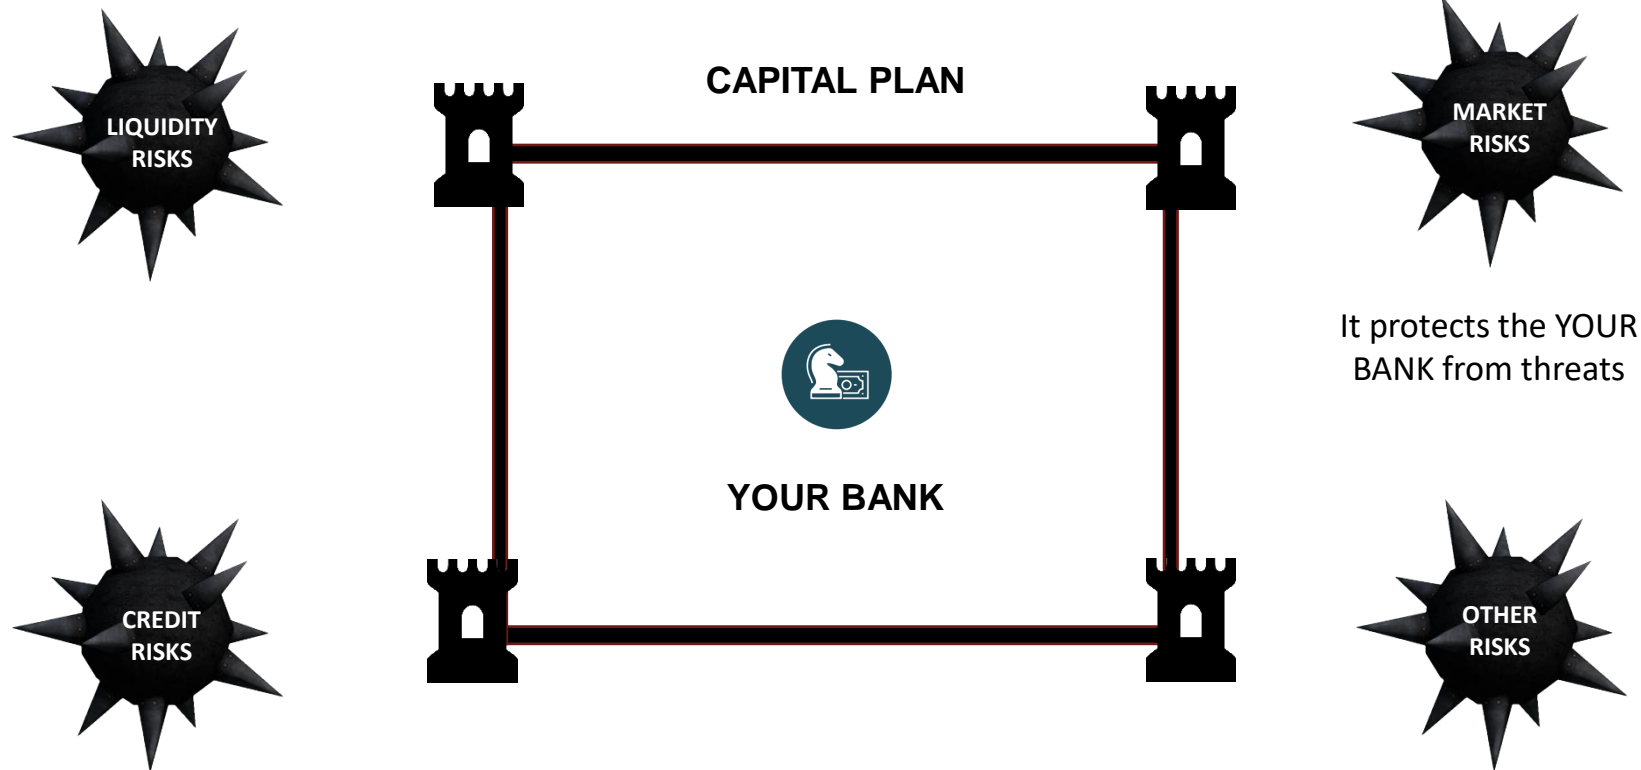 CAPITAL PLAN
LIQUIDITY
RISKS
MARKET
RISKS
It protects the YOUR
BANK from threats
YOUR BANK
CREDIT
RISKS
OTHER
RISKS